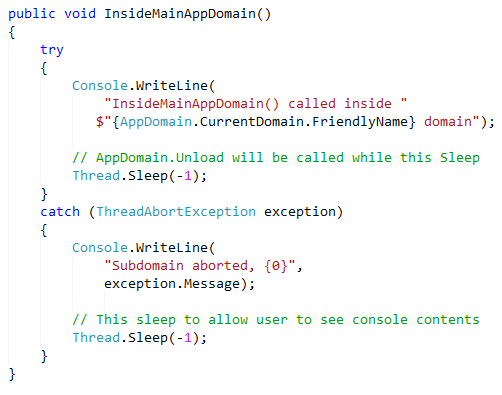 public void InsideMainAppDomain()
{
    try
    {
        Console.WriteLine(
            "InsideMainAppDomain() called inside "
           $"{AppDomain.CurrentDomain.FriendlyName} domain");

        // AppDomain.Unload will be called while this Sleep
        Thread.Sleep(-1);
    }
    catch (ThreadAbortException exception)
    {
        Console.WriteLine(
            "Subdomain aborted, {0}",
            exception.Message);

        // This sleep to allow user to see console contents
        Thread.Sleep(-1);
    }
}